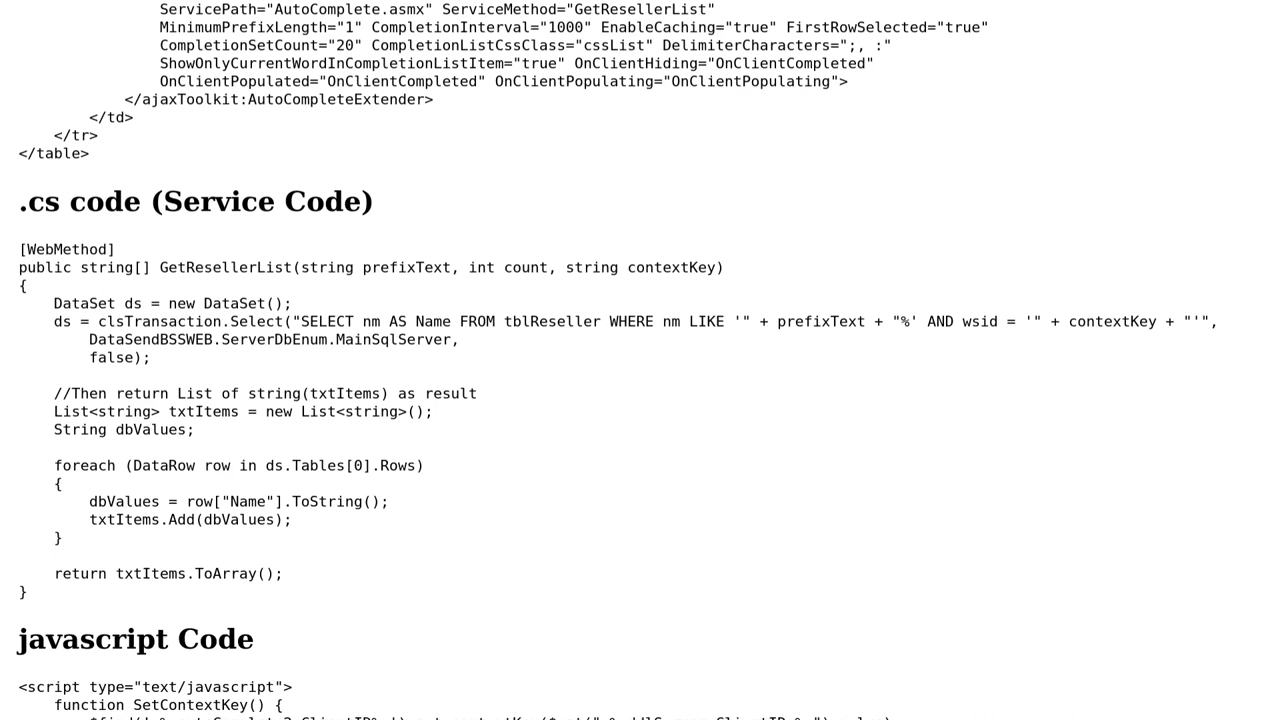 ServicePath="AutoComplete.asmx" ServiceMethod="GetResellerList"
MinimumPrefixLength="1" CompletionInterval="1000" EnableCaching="true" FirstRowSelected="true"
CompletionSetCount="20" CompletionListCssClass="cssList" DelimiterCharacters=";, :"
ShowOnlyCurrentWordInCompletionListItem="true" OnClientHiding="OnClientCompleted"
OnClientPopulated="OnClientCompleted" OnClientPopulating="OnClientPopulating">
</ajaxToolkit:AutoCompleteExtender>
</td>
</tr>
</table>
.cs code (Service Code)
[WebMethod]
public string[] GetResellerList(string prefixText, int count, string contextKey)
{
DataSet ds = new DataSet();
ds = clsTransaction.Select("SELECT nm AS Name FROM tblReseller WHERE nm LIKE '" + prefixText + "%' AND wsid = '" + contextKey + "'",
DataSendBSSWEB.ServerDbEnum.MainSqlServer,
false);
//Then return List of string(txtItems) as result
List<string> txtItems = new List<string>();
String dbValues;
foreach (DataRow row in ds.Tables[0].Rows)
{
dbValues = row["Name"].ToString();
txtItems.Add(dbValues);
}
return txtItems.ToArray();
}
javascript Code
<script type="text/javascript">
function SetContextKey() {